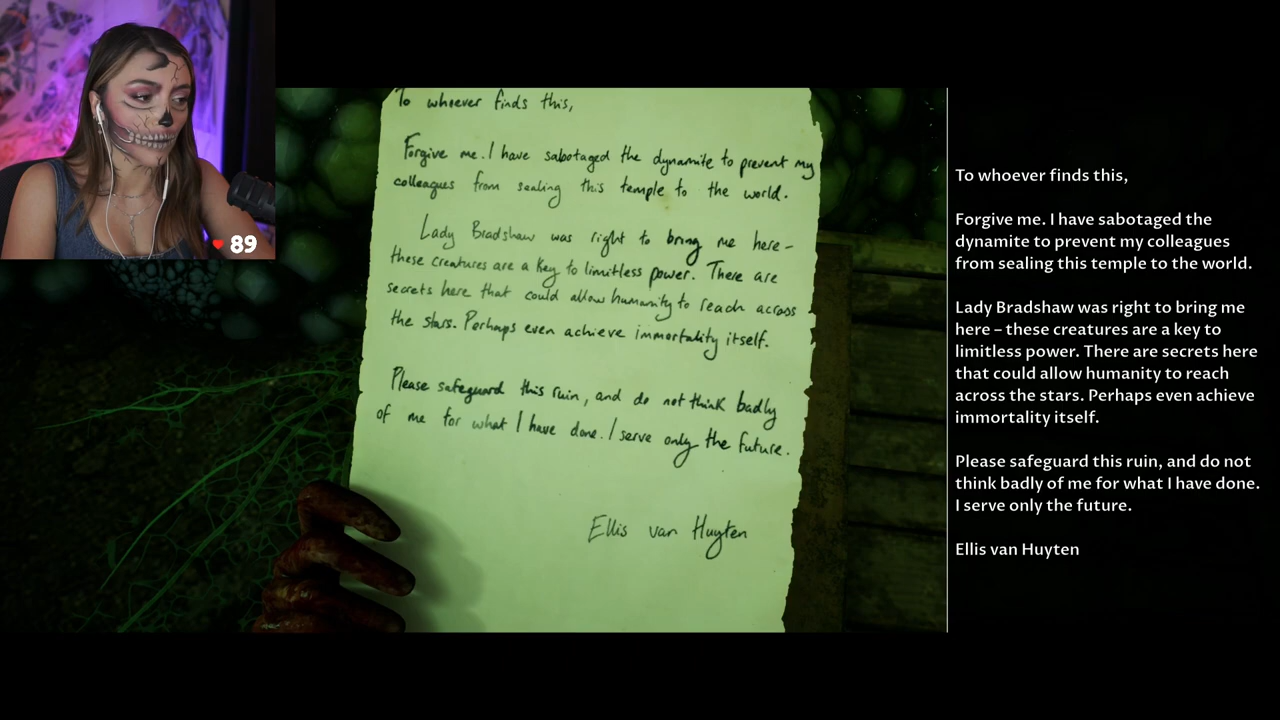 89
To whoever finds this,
Forgive me. I have sabotaged the dynamite to prevent my
colleagues from sealing this temple to the world.
Lady Bradshaw was right to bring me here –
these creatures are a key to limitless power. There are
secrets here that could allow humanity to reach across
the stars. Perhaps even achieve immortality itself.
Please safeguard this ruin, and do not think badly
of me for what I have done. I serve only the future.
Ellis van Huyten
To whoever finds this,
Forgive me. I have sabotaged the
dynamite to prevent my colleagues
from sealing this temple to the world.
Lady Bradshaw was right to bring me
here – these creatures are a key to
limitless power. There are secrets here
that could allow humanity to reach
across the stars. Perhaps even achieve
immortality itself.
Please safeguard this ruin, and do not
think badly of me for what I have done.
I serve only the future.
Ellis van Huyten